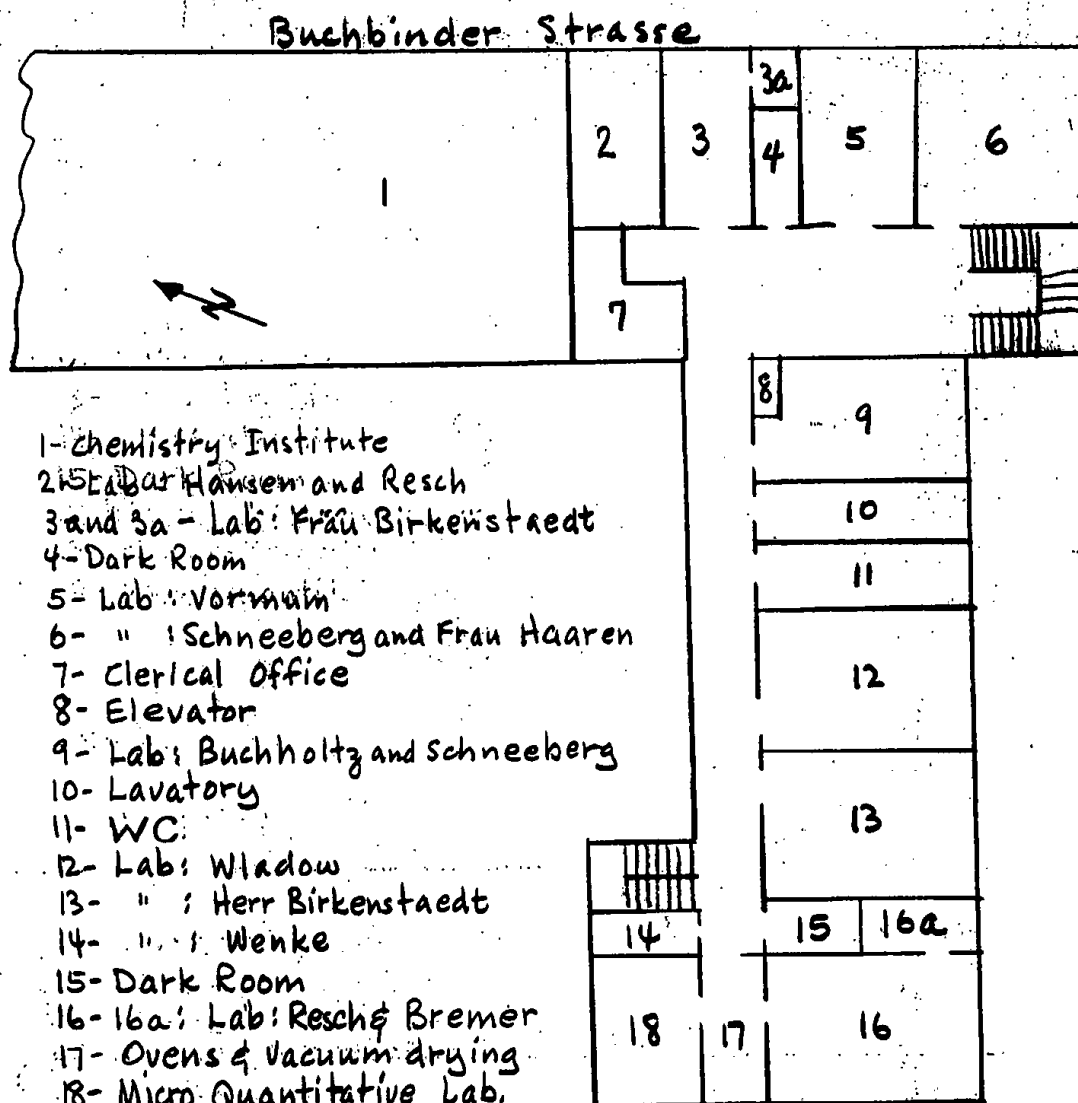 Buchbinder Strasse
3a
2 3 4 5 6
1
7
8
9
10
11
12
13
14 15 16a
18 17 16
1- Chemistry Institute
Hansen and Resch
3 and 3a - Lab: Frau Birkenstaedt
4- Dark Room
5- Lab: Vormum
6- " : Schneeberg and Frau Haaren
7- Clerical Office
8- Elevator
9- Lab: Buchholtz and Schneeberg
10- Lavatory
11- WC
12- Lab: Wladow
13- " : Herr Birkenstaedt
14- " : Wenke
15- Dark Room
16-16a: Lab: Resch & Bremer
17- Ovens & Vacuum drying
18- Micro Quantitative Lab.